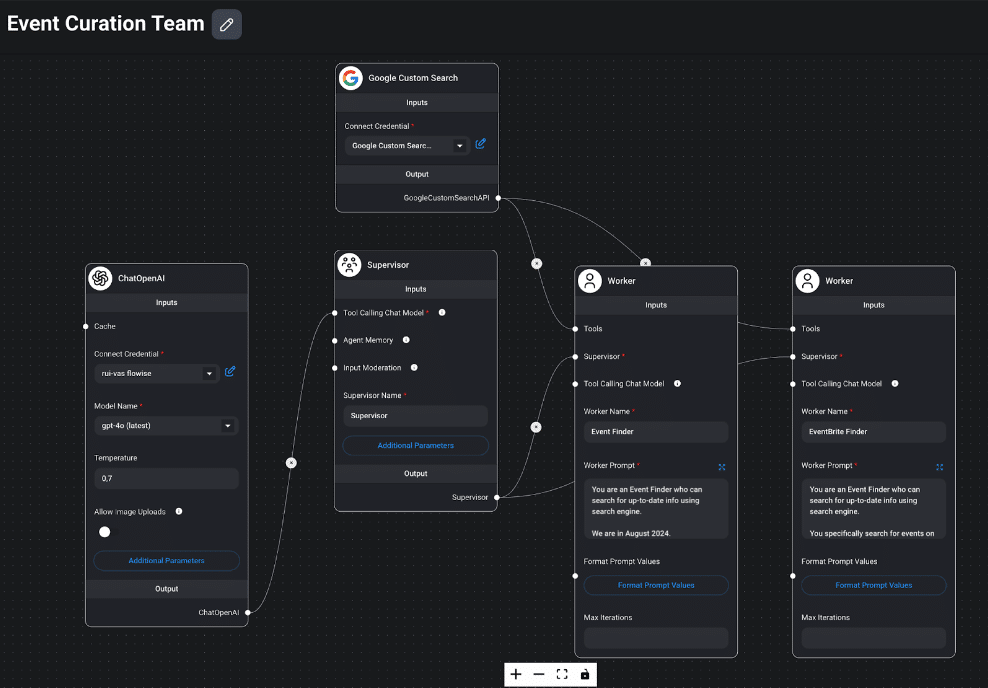 Event Curation Team
Google Custom Search
Inputs
Connect Credential *
Google Custom Searc...
Output
GoogleCustomSearchAPI
ChatOpenAI
Inputs
Cache
Connect Credential *
rui-vas flowise
Model Name *
gpt-4o (latest)
Temperature
0,7
Allow Image Uploads
Additional Parameters
Output
ChatOpenAI
Supervisor
Inputs
Tool Calling Chat Model *
Agent Memory
Input Moderation
Supervisor Name *
Supervisor
Additional Parameters
Output
Supervisor
Worker
Inputs
Tools
Supervisor *
Tool Calling Chat Model
Worker Name *
Event Finder
Worker Prompt *
You are an Event Finder who can
search for up-to-date info using
search engine.
We are in August 2024.
Format Prompt Values
Format Prompt Values
Max Iterations
Worker
Inputs
Tools
Supervisor *
Tool Calling Chat Model
Worker Name *
EventBrite Finder
Worker Prompt *
You are an Event Finder who can
search for up-to-date info using
search engine.
You specifically search for events on
Format Prompt Values
Format Prompt Values
Max Iterations